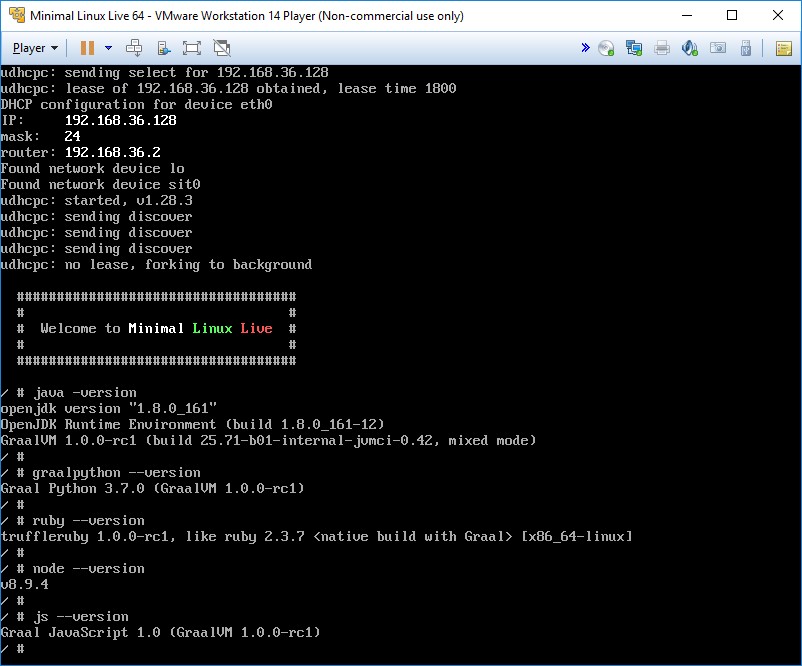 Minimal Linux Live 64 - VMware Workstation 14 Player (Non-commercial use only)
Player
udhcpc: sending select for 192.168.36.128
udhcpc: lease of 192.168.36.128 obtained, lease time 1800
DHCP configuration for device eth0
IP:     192.168.36.128
mask:   24
router: 192.168.36.2
Found network device lo
Found network device sit0
udhcpc: started, v1.28.3
udhcpc: sending discover
udhcpc: sending discover
udhcpc: sending discover
udhcpc: no lease, forking to background
  ###################################
  #                                 #
  #  Welcome to Minimal Linux Live  #
  #                                 #
  ###################################
/ # java -version
openjdk version "1.8.0_161"
OpenJDK Runtime Environment (build 1.8.0_161-12)
GraalVM 1.0.0-rc1 (build 25.71-b01-internal-jvmci-0.42, mixed mode)
/ #
/ # graalpython --version
Graal Python 3.7.0 (GraalVM 1.0.0-rc1)
/ #
/ # ruby --version
truffleruby 1.0.0-rc1, like ruby 2.3.7 <native build with Graal> [x86_64-linux]
/ #
/ # node --version
v8.9.4
/ #
/ # js --version
Graal JavaScript 1.0 (GraalVM 1.0.0-rc1)
/ #